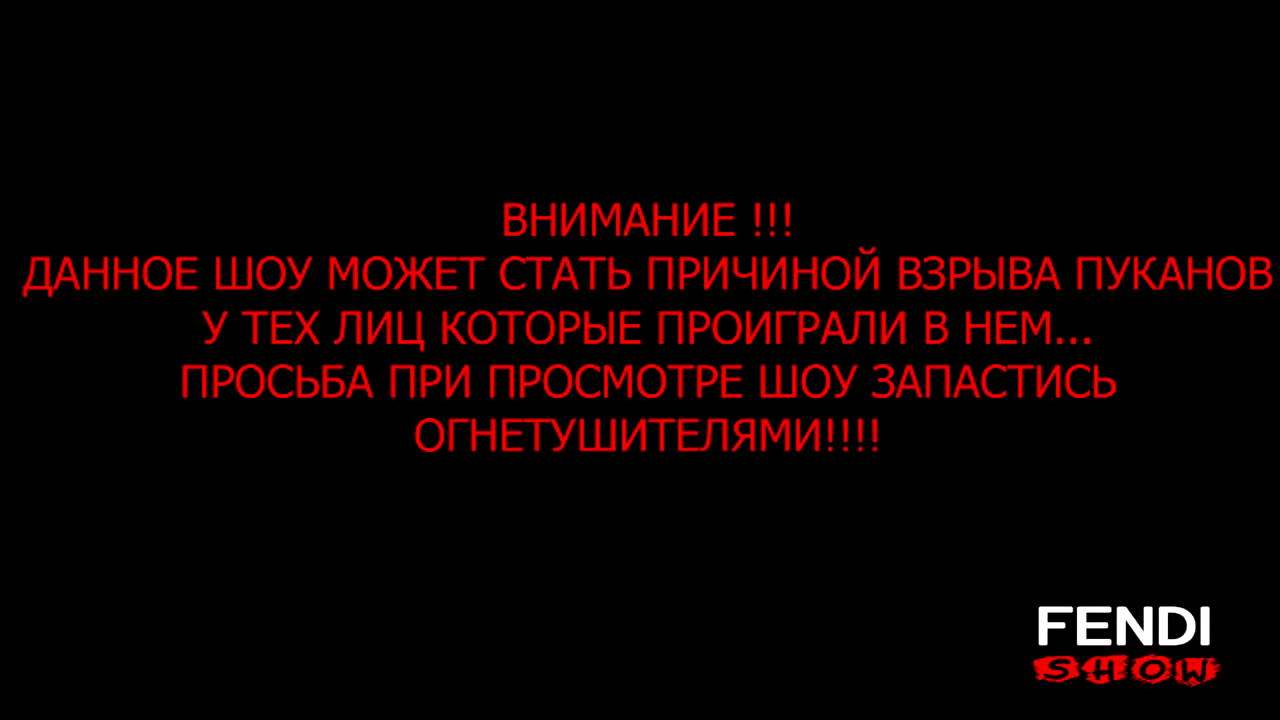 ВНИМАНИЕ !!!
ДАННОЕ ШОУ МОЖЕТ СТАТЬ ПРИЧИНОЙ ВЗРЫВА ПУКАНОВ
У ТЕХ ЛИЦ КОТОРЫЕ ПРОИГРАЛИ В НЕМ...
ПРОСЬБА ПРИ ПРОСМОТРЕ ШОУ ЗАПАСТИСЬ
ОГНЕТУШИТЕЛЯМИ!!!!
FENDI
SHOW